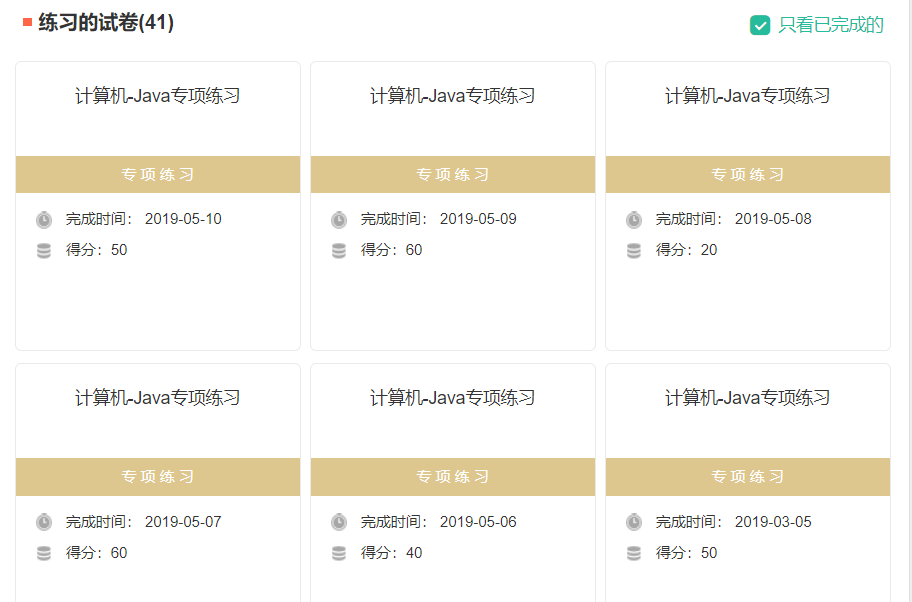 练习的试卷(41)
只看已完成的
计算机-Java专项练习
专项练习
完成时间： 2019-05-10
得分：50
计算机-Java专项练习
专项练习
完成时间： 2019-05-09
得分：60
计算机-Java专项练习
专项练习
完成时间： 2019-05-08
得分：20
计算机-Java专项练习
专项练习
完成时间： 2019-05-07
得分：60
计算机-Java专项练习
专项练习
完成时间： 2019-05-06
得分：40
计算机-Java专项练习
专项练习
完成时间： 2019-03-05
得分：50